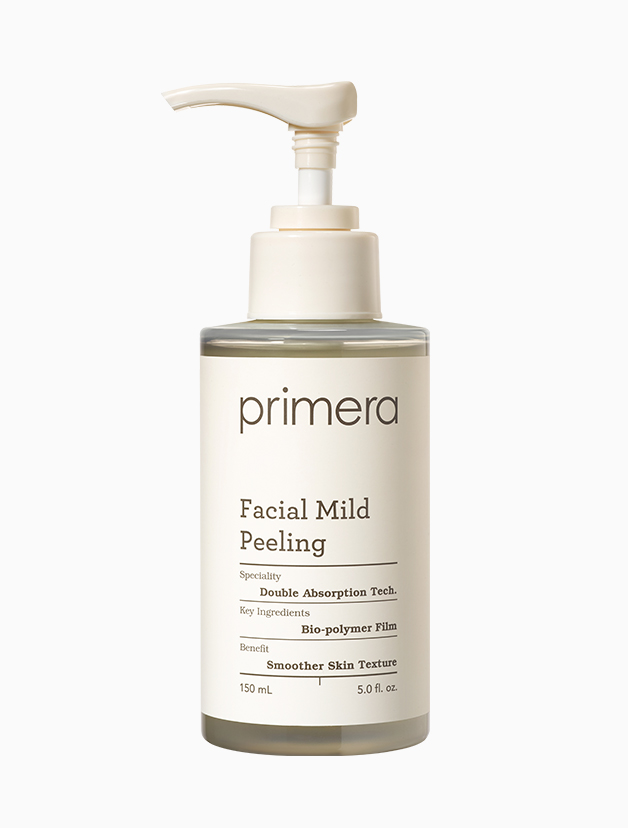 primera
Facial Mild
Peeling
Speciality
Double Absorption Tech.
Key Ingredients
Bio-polymer Film
Benefit
Smoother Skin Texture
150 mL 5.0 fl. oz.